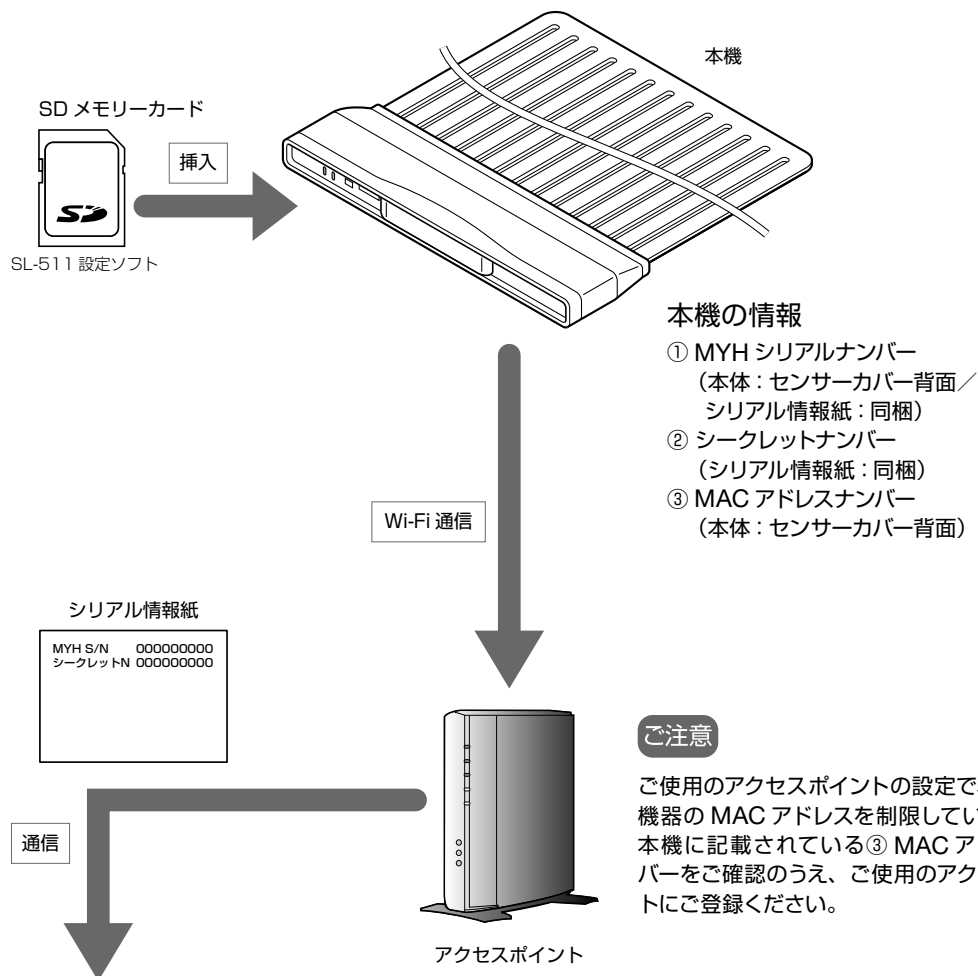 本機
SD メモリーカード
挿入
SD
SL-511 設定ソフト
本機の情報
① MYH シリアルナンバー
（本体：センサーカバー背面／
シリアル情報紙：同梱）
② シークレットナンバー
（シリアル情報紙：同梱）
③ MAC アドレスナンバー
（本体：センサーカバー背面）
Wi-Fi 通信
シリアル情報紙
MYH S/N 000000000
シークレットN 000000000
ご注意
ご使用のアクセスポイントの設定で
機器の MAC アドレスを制限してい
本機に記載されている③ MAC ア
バーをご確認のうえ、ご使用のアク
トにご登録ください。
通信
アクセスポイント